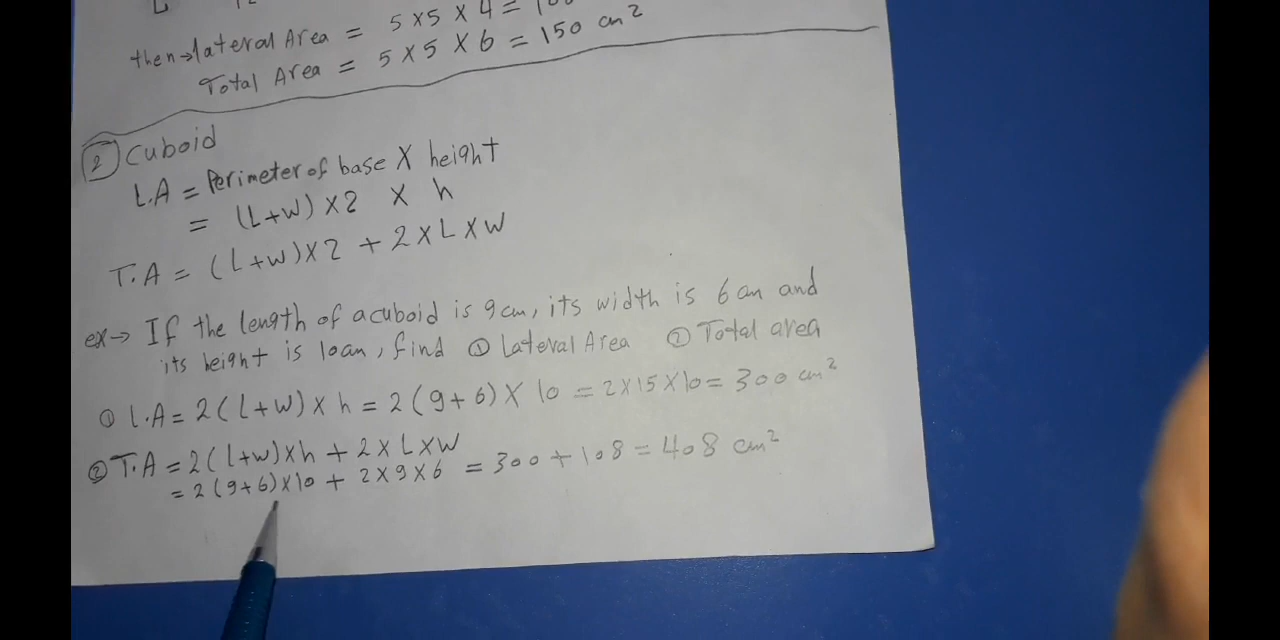 then→lateral Area = 5×5×4=
Total Area = 5×5×6=150 cm2
2 Cuboid
L.A = Perimeter of base X height
= (L+W)×2 × h
T.A = (L+W)×2 + 2×L×W
ex→ If the length of a cuboid is 9cm, its width is 6 cm and
its height is 10cm, find ① Lateral Area ② Total area
① L.A = 2(L+W)×h = 2(9+6)×10 = 2×15×10= 300 cm2
② T.A = 2(L+W)×h + 2×L×W
= 2(9+6)×10 + 2×9×6 = 300+108=408 cm2